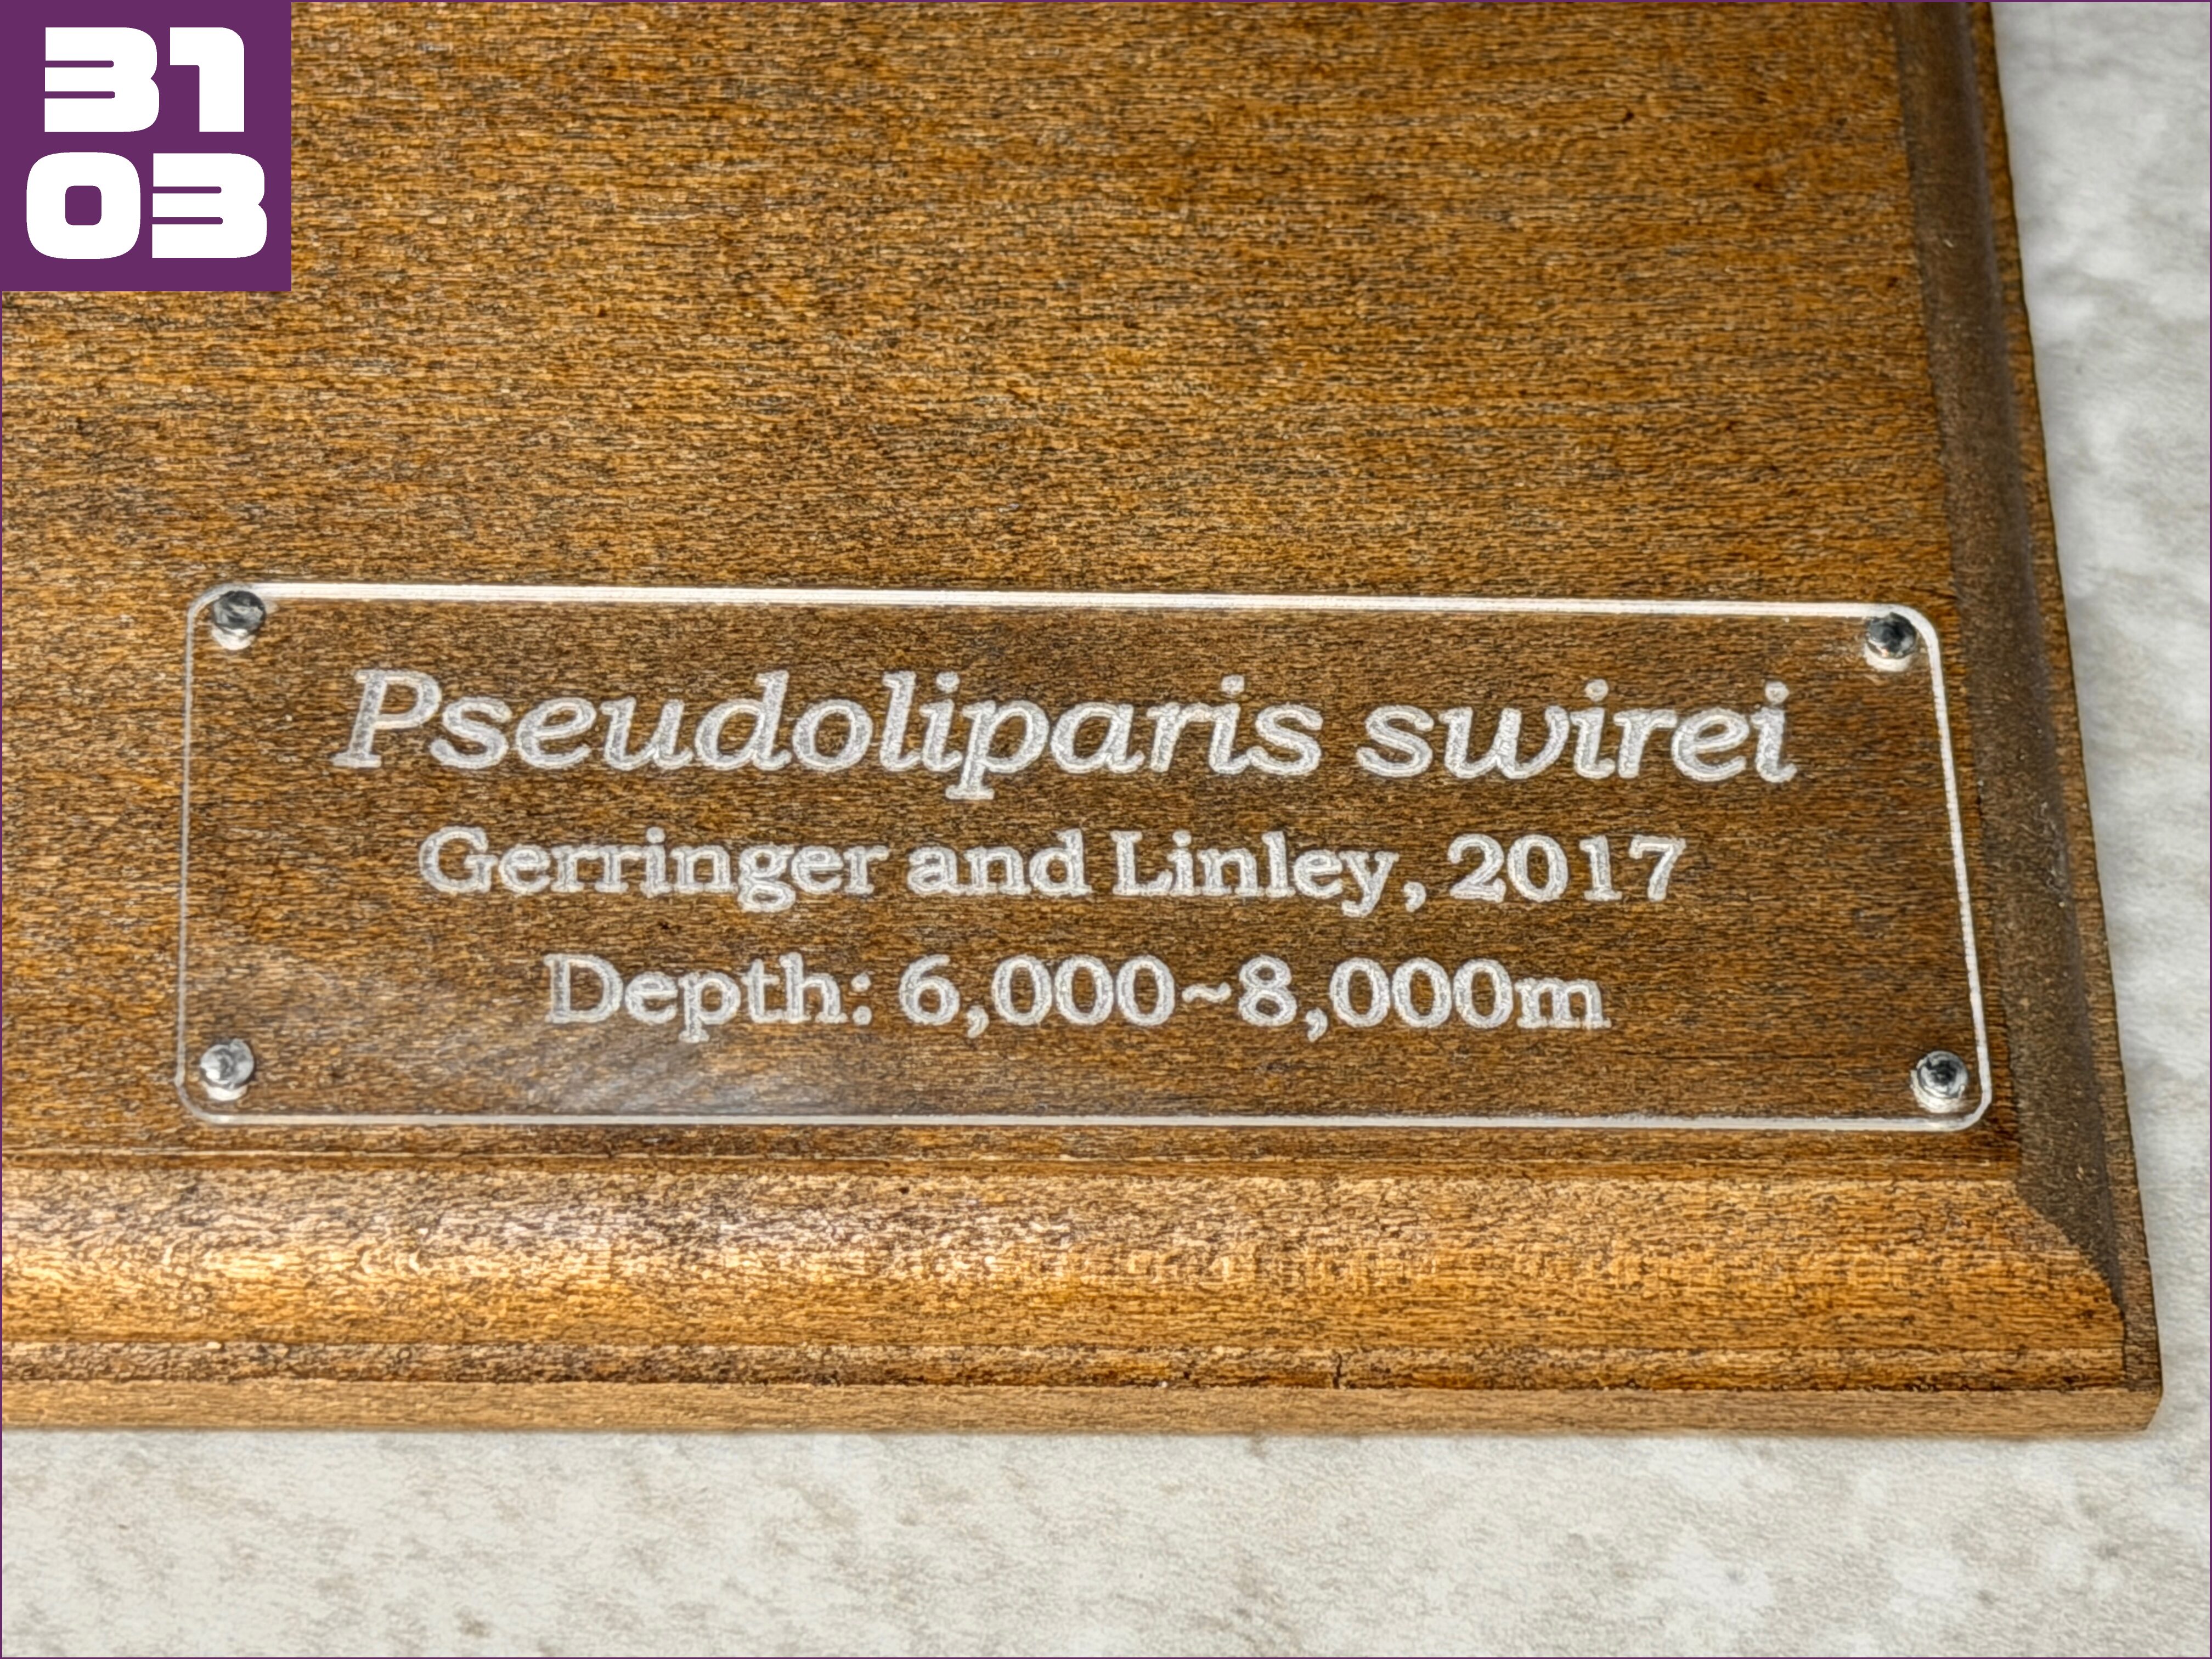 31
03
Pseudoliparis swirei
Gerringer and Linley, 2017
Depth: 6,000~8,000m